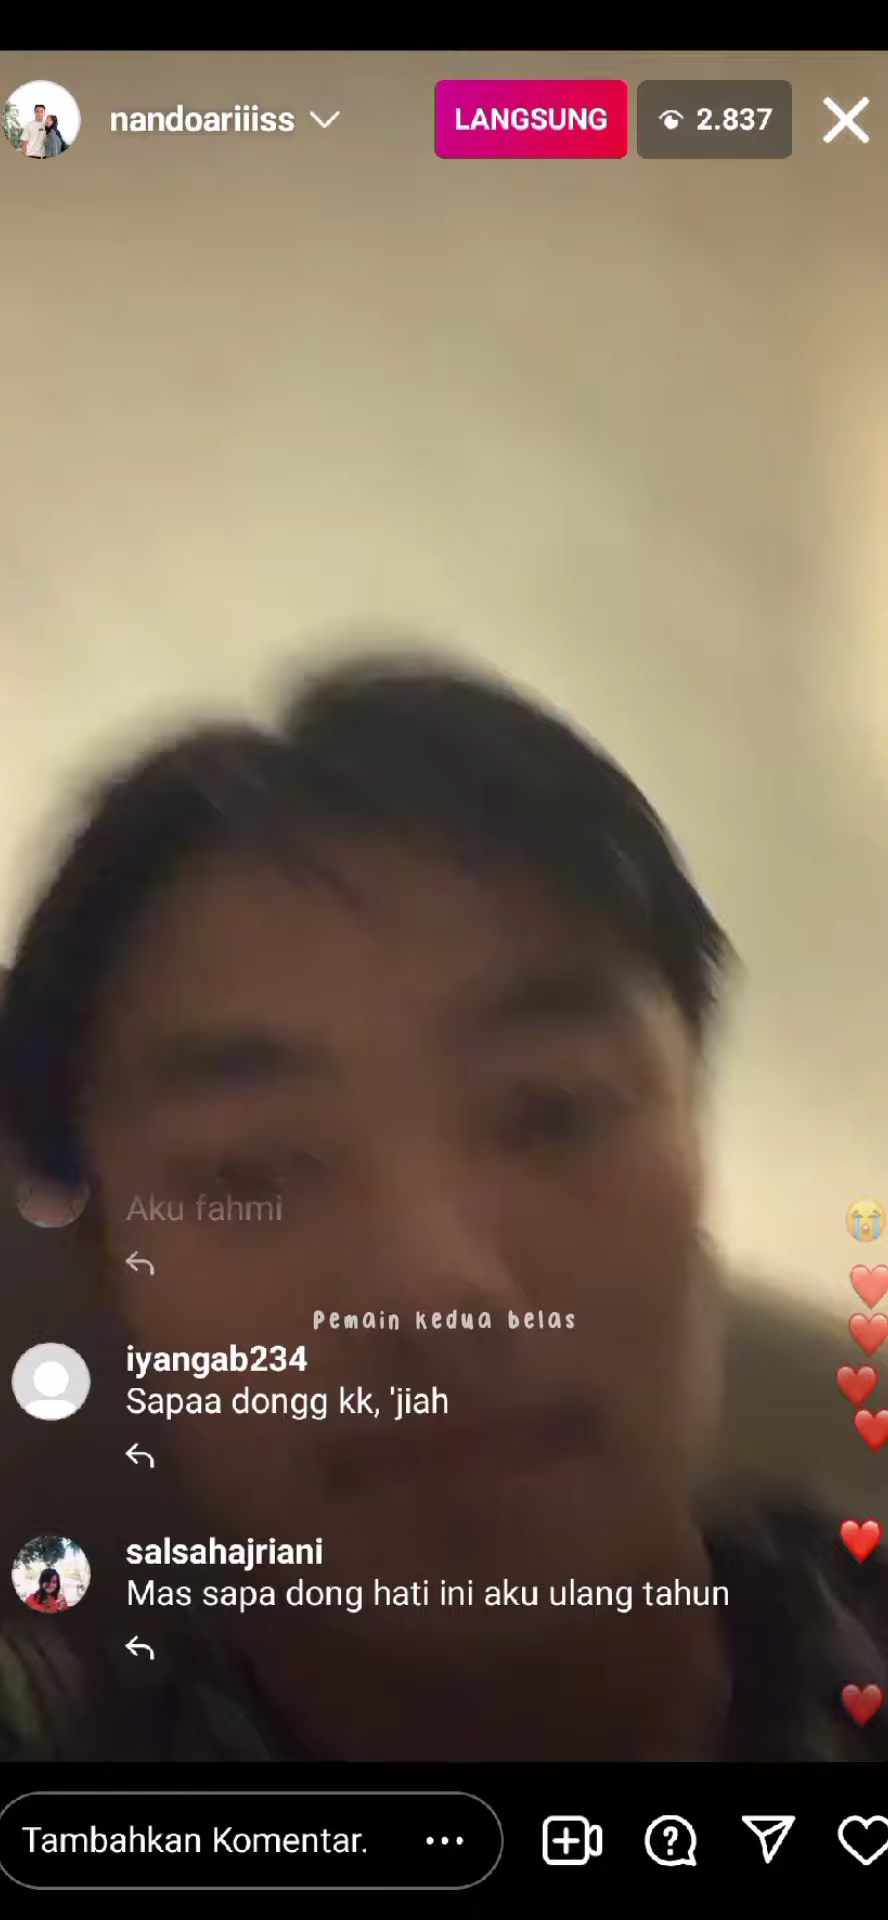 nandoariiiss
LANGSUNG
2.837
Aku fahmi
Pemain kedua belas
iyangab234
Sapaa dongg kk, 'jiah
salsahajriani
Mas sapa dong hati ini aku ulang tahun
Tambahkan Komentar.